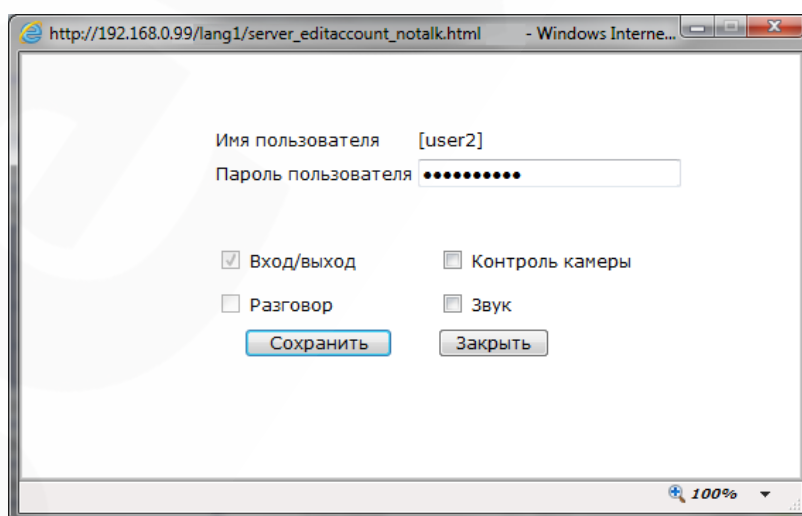 http://192.168.0.99/lang1/server_editaccount_notalk.html - Windows Interne...
Имя пользователя [user2]
Пароль пользователя ••••••••••
Вход/выход Контроль камеры
Разговор Звук
Сохранить Закрыть
100%